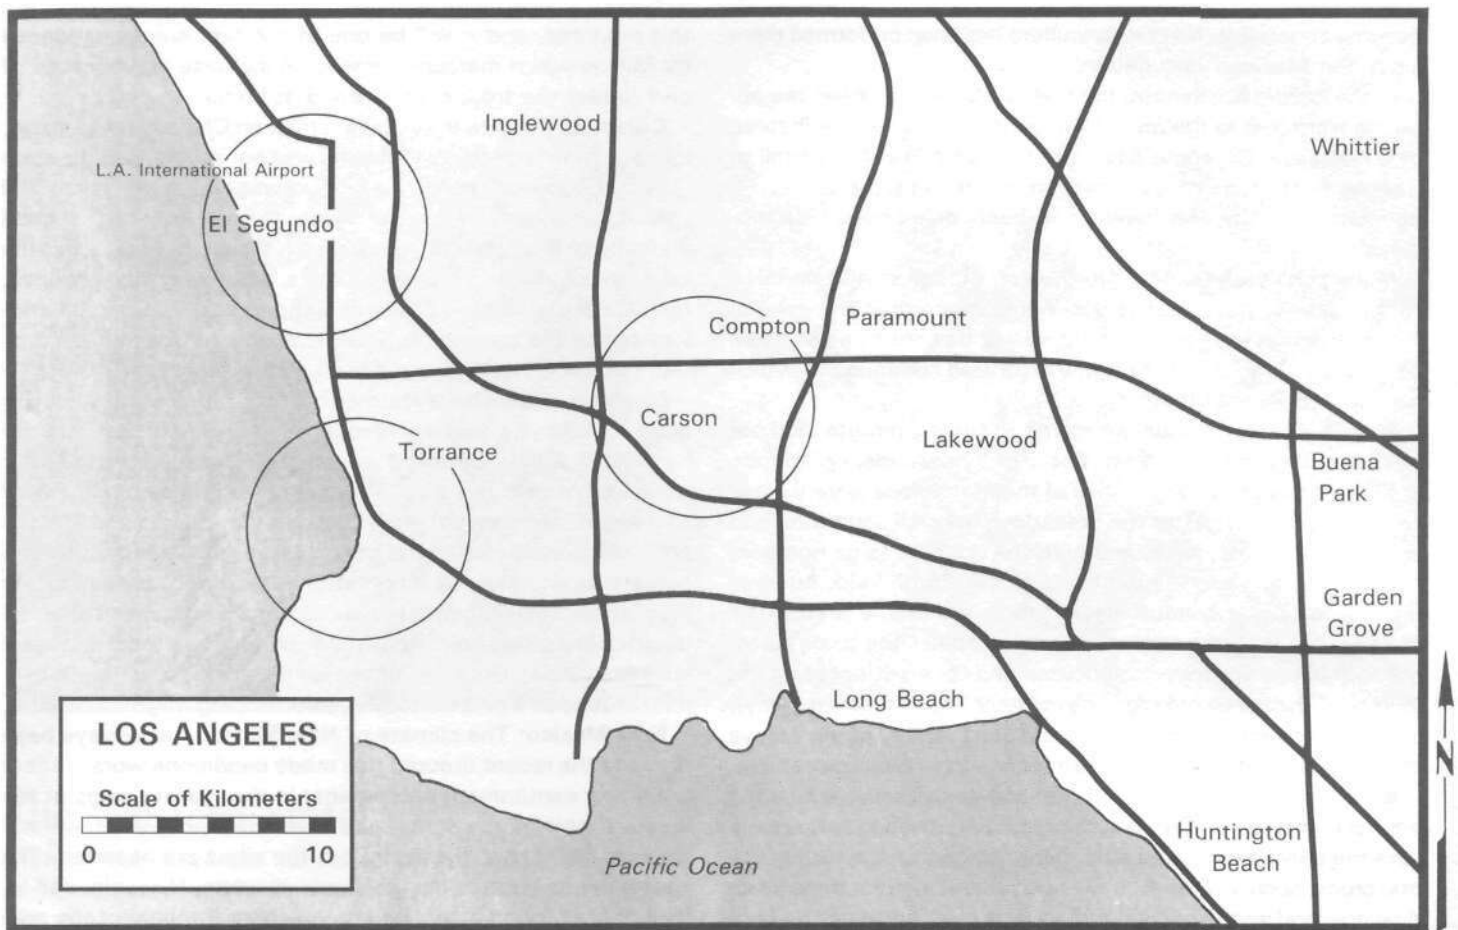 Inglewood
Whittier
L.A. International Airport
El Segundo
Compton
Paramount
Carson
Torrance
Lakewood
Buena
Park
Garden
Grove
Long Beach
LOS ANGELES
Scale of Kilometers
0 10
N
Huntington
Beach
Pacific Ocean